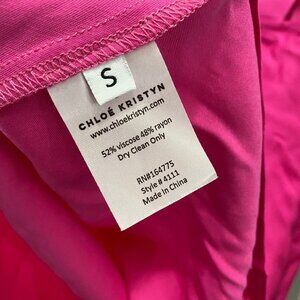 S
CHLOÉ KRISTYN
www.chloekristyn.com
52% viscose 48% rayon
Dry Clean Only
RN#164775
Style # 4111
Made In China